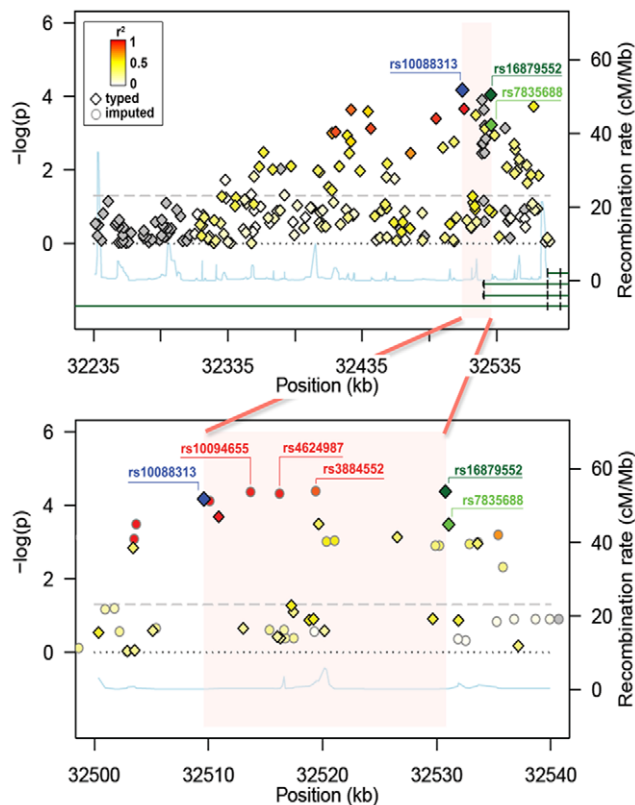 6
4
2
0
−log(p)
r²
1
0.5
0
typed
imputed
rs10088313
rs16879552
rs7835688
60
40
20
0
Recombination rate (cM/Mb)
32235
32335
32435
32535
Position (kb)
6
4
2
0
−log(p)
rs10094655
rs4624987
rs10088313
rs3884552
rs16879552
rs7835688
60
40
20
0
Recombination rate (cM/Mb)
32500
32510
32520
32530
32540
Position (kb)